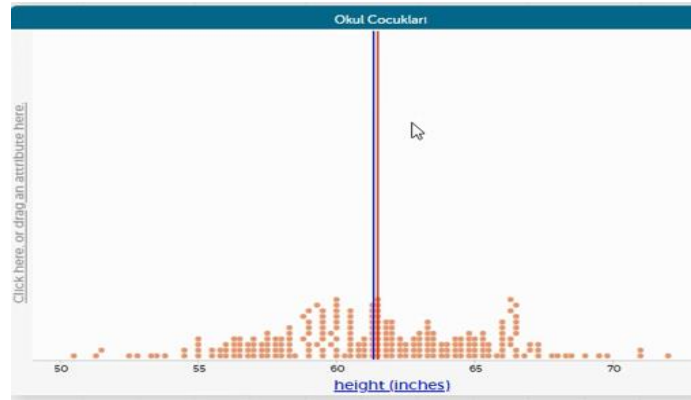 Okul Cocukları
Click here, or drag an attribute here.
50 55 60 65 70
height (inches)